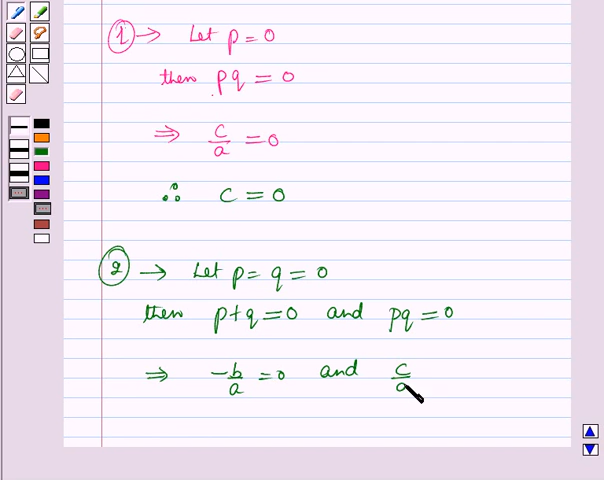 ① → Let p = 0
then pq = 0
⇒ c/a = 0
∴ c = 0
② → Let p = q = 0
then p+q = 0 and pq = 0
⇒ -b/a = 0 and c/a